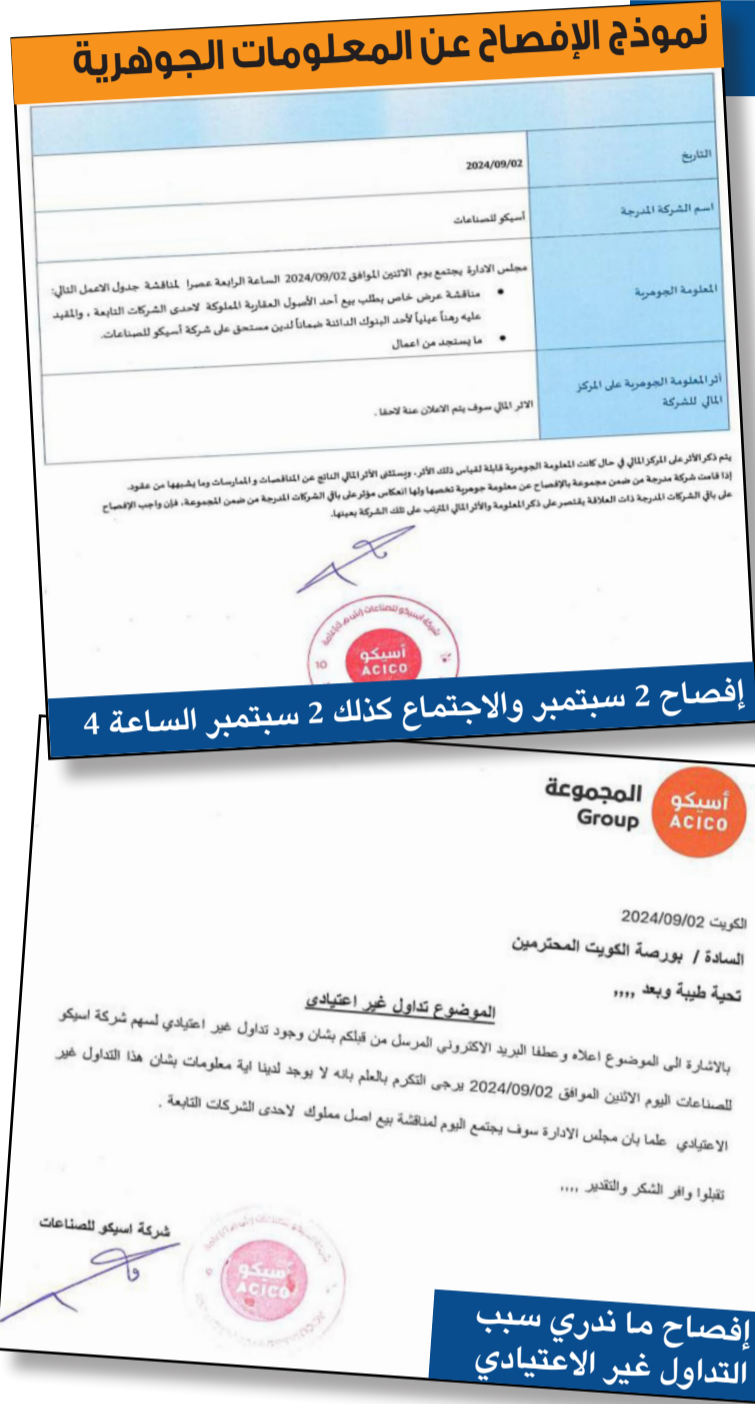 نموذج الإفصاح عن المعلومات الجوهرية
التاريخ
2024/09/02
اسم الشركة المدرجة
أسيكو للصناعات
المعلومة الجوهرية
مجلس الادارة يجتمع يوم الاثنين الموافق 2024/09/02 الساعة الرابعة عصرا لمناقشة جدول الاعمل التالي:
• مناقشة عرض خاص بطلب بيع أحد الأصول العقارية المملوكة لاحدى الشركات التابعة ، والمقيد
عليه رهناً عينياً لأحد البنوك الدائنة ضماناً لدين مستحق على شركة أسيكو للصناعات.
• ما يستجد من اعمال
أثر المعلومة الجوهرية على المركز
المالي للشركة
الاثر المالي سوف يتم الاعلان عنة لاحقا .
يتم ذكر الأثر على المركز المالي في حال كانت المعلومة الجوهرية قابلة لقياس ذلك الأثر، ويستثنى الأثر المالي الناتج عن المناقصات والممارسات وما يشبهها من عقود.
إذا قامت شركة مدرجة من ضمن مجموعة بالإفصاح عن معلومة جوهرية تخصها ولها انعكاس مؤثر على باقي الشركات المدرجة من ضمن المجموعة، فإن واجب الإفصاح
على باقي الشركات المدرجة ذات العلاقة يقتصر على ذكر المعلومة والأثر المالي المترتب على تلك الشركة بعينها.
أسيكو
ACICO
10
إفصاح 2 سبتمبر والاجتماع كذلك 2 سبتمبر الساعة 4
أسيكو
ACICO
المجموعة
Group
الكويت 2024/09/02
السادة / بورصة الكويت المحترمين
تحية طيبة وبعد ,,,,
الموضوع تداول غير اعتيادي
بالاشارة الى الموضوع اعلاه وعطفا البريد الاكتروني المرسل من قبلكم بشان وجود تداول غير اعتيادي لسهم شركة اسيكو
للصناعات اليوم الاثنين الموافق 2024/09/02 يرجى التكرم بالعلم بانه لا يوجد لدينا اية معلومات بشان هذا التداول غير
الاعتيادي علما بان مجلس الادارة سوف يجتمع اليوم لمناقشة بيع اصل مملوك لاحدى الشركات التابعة .
تقبلوا وافر الشكر والتقدير ,,,,
شركة اسيكو للصناعات
أسيكو
ACICO
إفصاح ما ندري سبب
التداول غير الاعتيادي